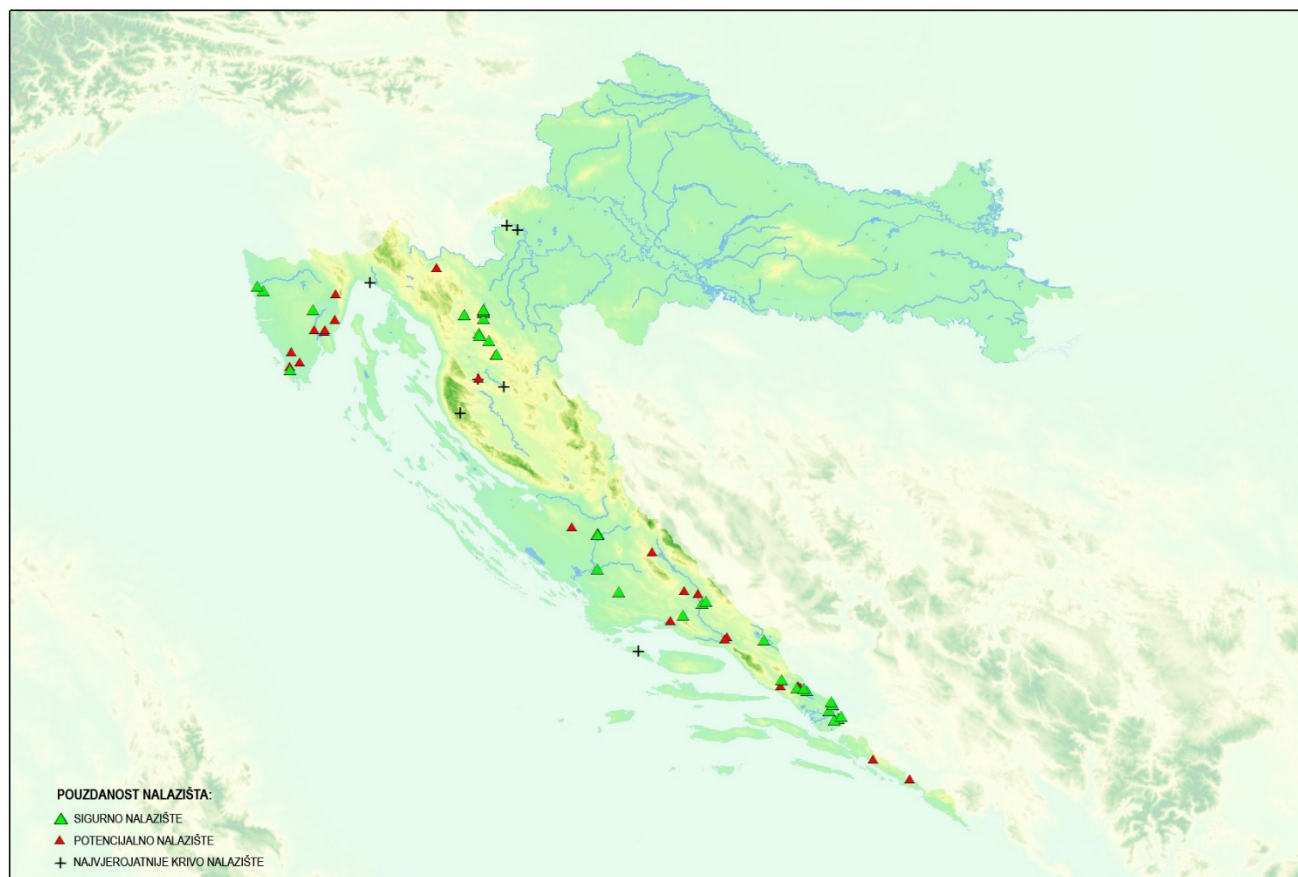 POUZDANOST NALAZIŠTA:
SIGURNO NALAZIŠTE
POTENCIJALNO NALAZIŠTE
NAJVJEROJATNIJE KRIVO NALAZIŠTE